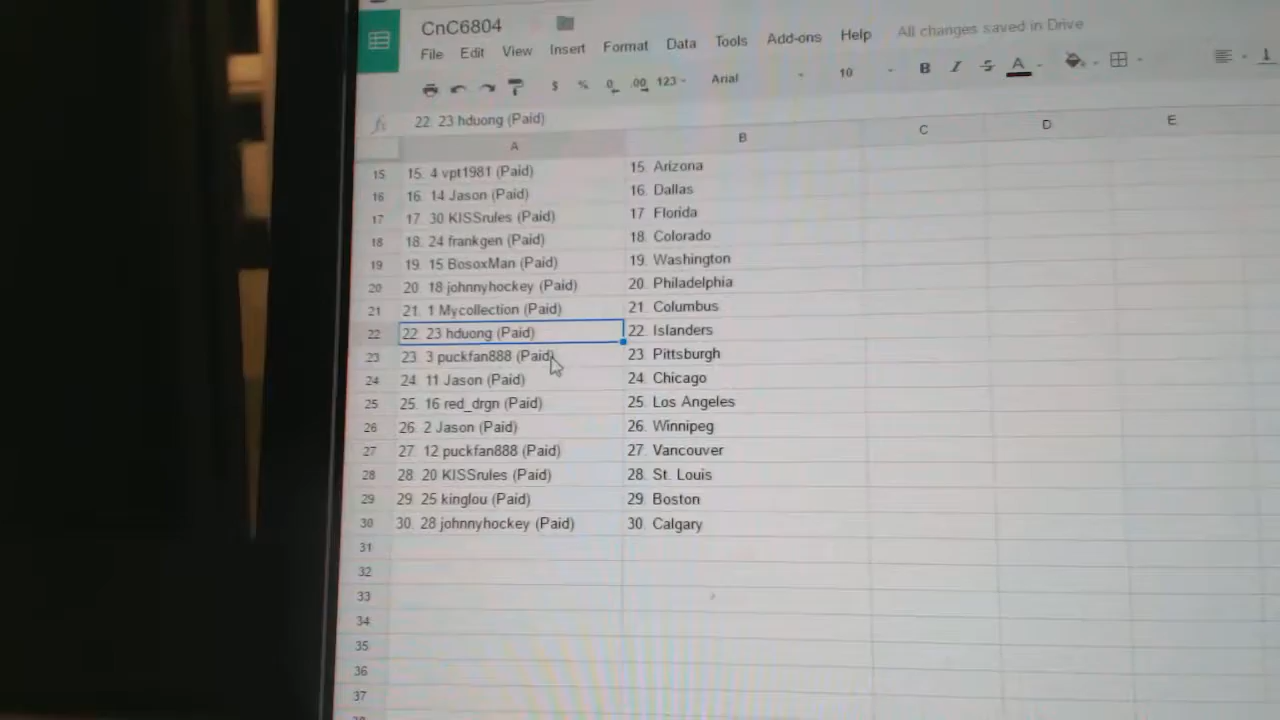 CnC6804
File Edit View Insert Format Data Tools Add-ons Help All changes saved in Drive
$ % .0 .00 123 Arial 10 B I S A
fx 22. 23 hduong (Paid)
A B C D E
15 15. 4 vpt1981 (Paid) 15. Arizona
16 16. 14 Jason (Paid) 16. Dallas
17 17. 30 KISSrules (Paid) 17. Florida
18 18. 24 frankgen (Paid) 18. Colorado
19 19. 15 BosoxMan (Paid) 19. Washington
20 20. 18 johnnyhockey (Paid) 20. Philadelphia
21 21. 1 Mycollection (Paid) 21. Columbus
22 22. 23 hduong (Paid) 22. Islanders
23 23. 3 puckfan888 (Paid) 23. Pittsburgh
24 24. 11 Jason (Paid) 24. Chicago
25 25. 16 red_drgn (Paid) 25. Los Angeles
26 26. 2 Jason (Paid) 26. Winnipeg
27 27. 12 puckfan888 (Paid) 27. Vancouver
28 28. 20 KISSrules (Paid) 28. St. Louis
29 29. 25 kinglou (Paid) 29. Boston
30 30. 28 johnnyhockey (Paid) 30. Calgary
31
32
33
34
35
36
37